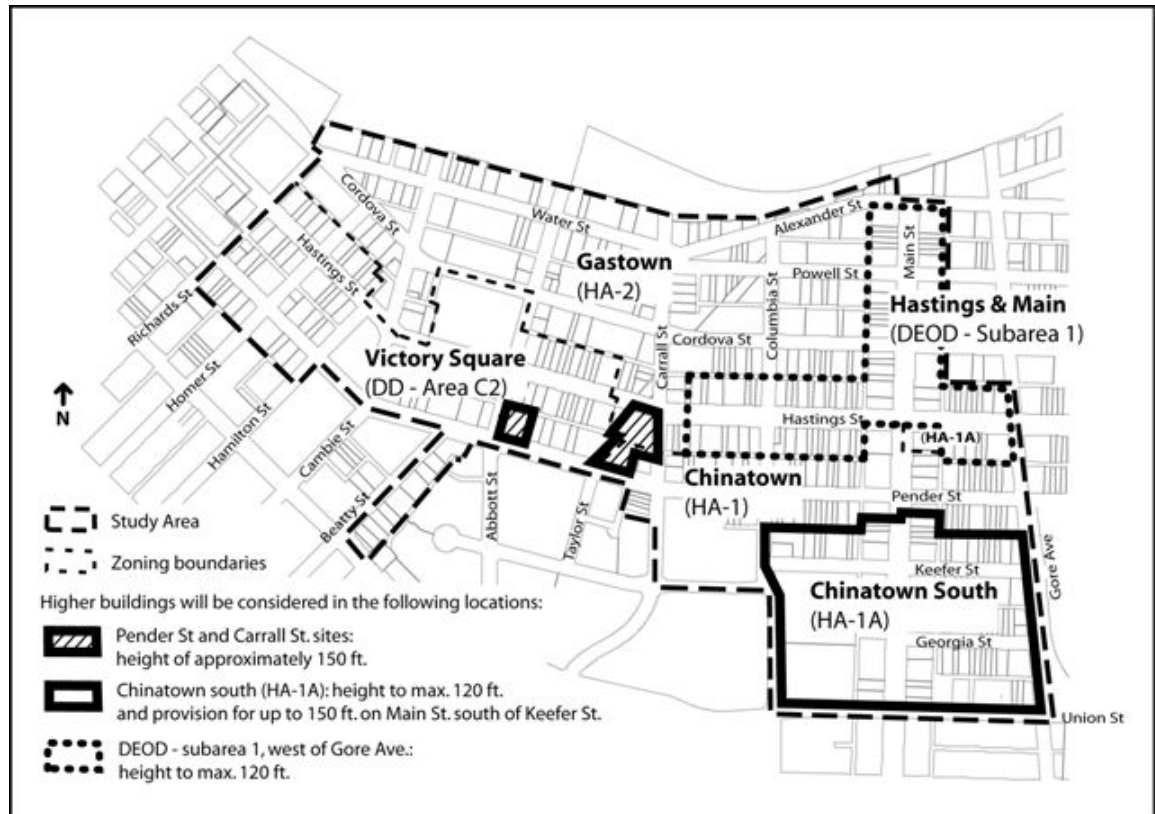 Cordova St
Water St
Alexander St
Main St
Hastings St
Gastown
(HA-2)
Powell St
Columbia St
Richards St
Hastings & Main
(DEOD - Subarea 1)
Carrall St
Cordova St
Victory Square
(DD - Area C2)
Homer St
N
Hamilton St
Cambie St
Hastings St
(HA-1A)
Chinatown
(HA-1)
Pender St
Beatty St
Abbott St
Taylor St
Gore Ave
Keefer St
Chinatown South
(HA-1A)
Georgia St
Union St
Study Area
Zoning boundaries
Higher buildings will be considered in the following locations:
Pender St and Carrall St. sites:
height of approximately 150 ft.
Chinatown south (HA-1A): height to max. 120 ft.
and provision for up to 150 ft. on Main St. south of Keefer St.
DEOD - subarea 1, west of Gore Ave.:
height to max. 120 ft.